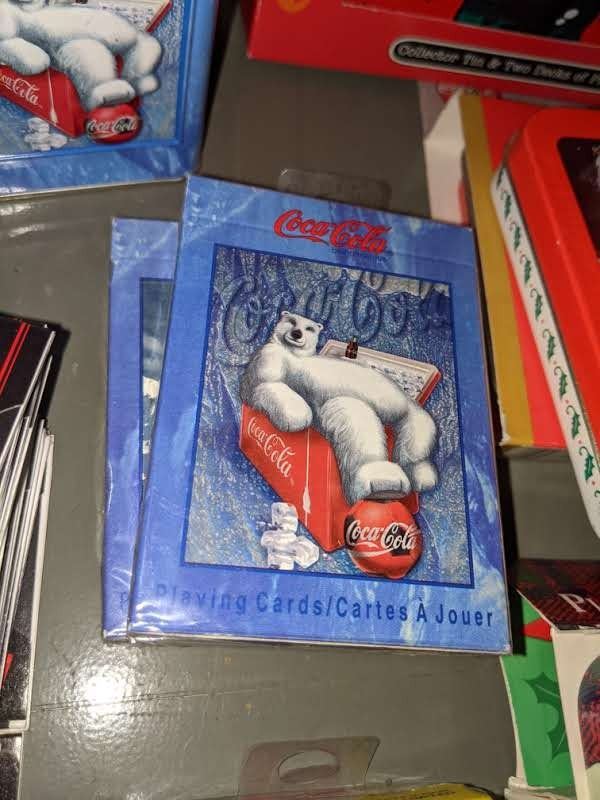 Coca-Cola
Coca-Cola
Collector Tin & Two Decks of P
Coca-Cola
Coca-Cola
Coca-Cola
Coca-Cola
Playing Cards/Cartes À Jouer
P